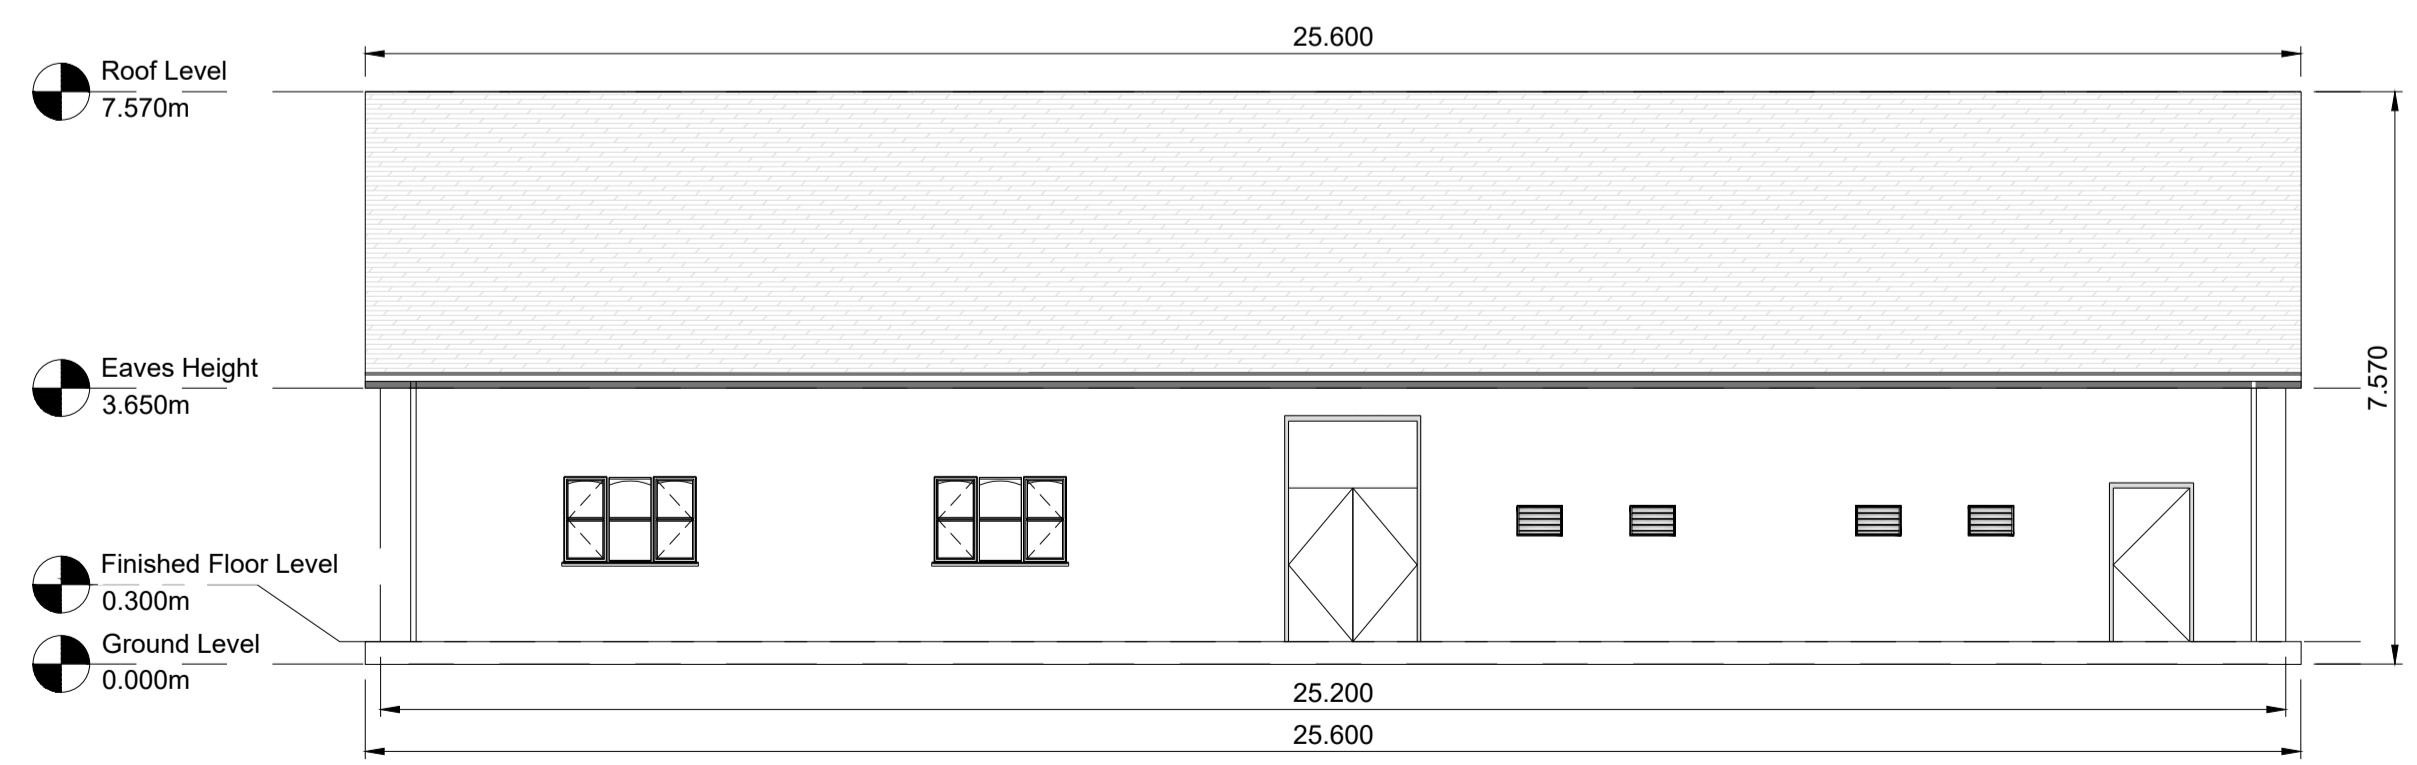 25.600
Roof Level
7.570m
Eaves Height
3.650m
7.570
Finished Floor Level
0.300m
Ground Level
0.000m
25.200
25.600